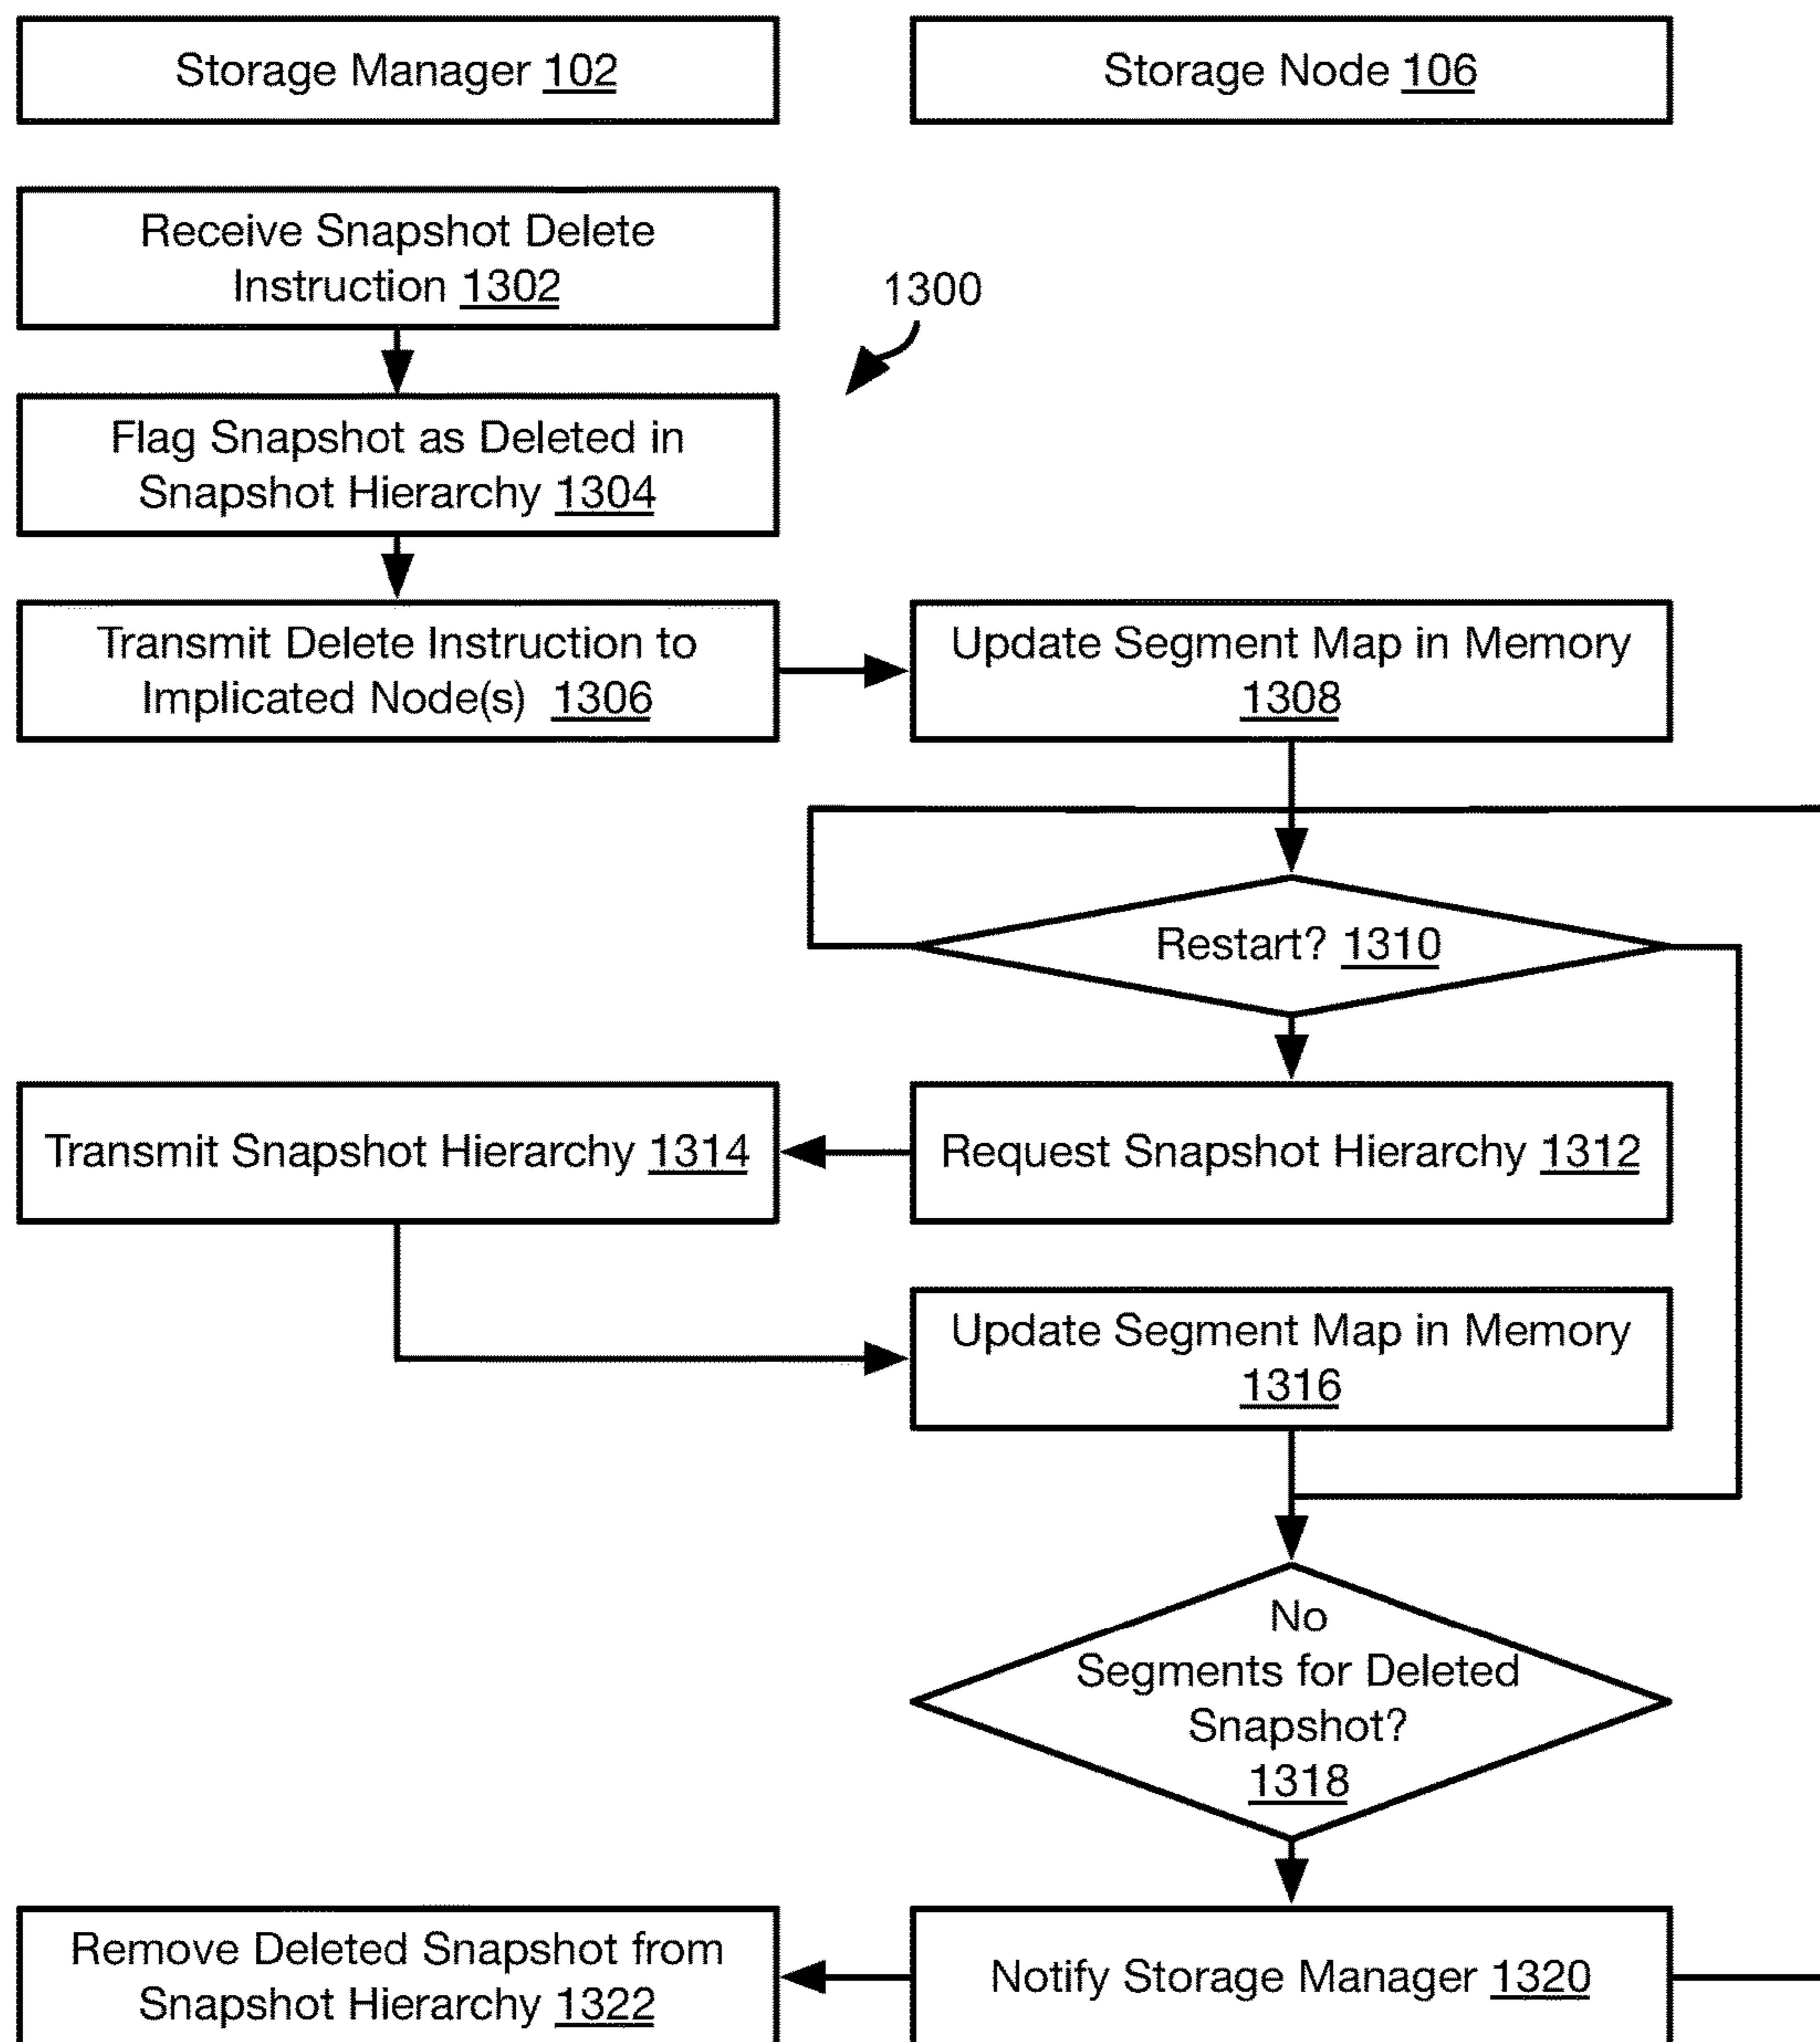 Storage Manager 102
Storage Node 106
Receive Snapshot Delete
Instruction 1302
1300
Flag Snapshot as Deleted in
Snapshot Hierarchy 1304
Transmit Delete Instruction to
Implicated Node(s) 1306
Update Segment Map in Memory
1308
Restart? 1310
Transmit Snapshot Hierarchy 1314
Request Snapshot Hierarchy 1312
Update Segment Map in Memory
1316
No
Segments for Deleted
Snapshot?
1318
Remove Deleted Snapshot from
Snapshot Hierarchy 1322
Notify Storage Manager 1320